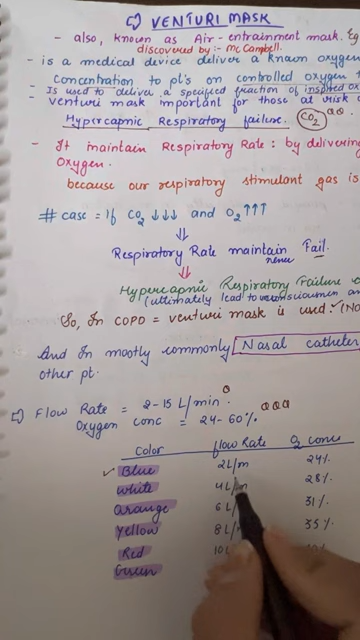 c) VENTURI MASK
- also, known as Air-entrainment mask. Eg
discovered by:- McCampbell.
- is a medical device deliver a known oxygen
Concentration to pt's on controlled oxygen
- Is used to deliver a specified fraction of inspired ox
- venturi mask important for those at risk
Hypercapnic Respiratory failure. CO2
- It maintain Respiratory Rate: by delivering
Oxygen.
because our respiratory stimulant gas is
# case = If CO2 ↓↓↓ and O2 ↑↑↑
⇓
Respiratory Rate maintain Fail.
⇓
Hypercapnic Respiratory Failure
(ultimately lead to
So, In COPD = venturi mask is used. (NO
And In mostly commonly Nasal catheter
other pt.
⇒ Flow Rate = 2-15 L/min
Oxygen conc = 24-60%.
Color flow Rate O2 conc
✓ Blue 2L/m 24%
White 4L/m 28%
Orange 6L/ 31%
Yellow 8L/ 35%
Red 10L
Green